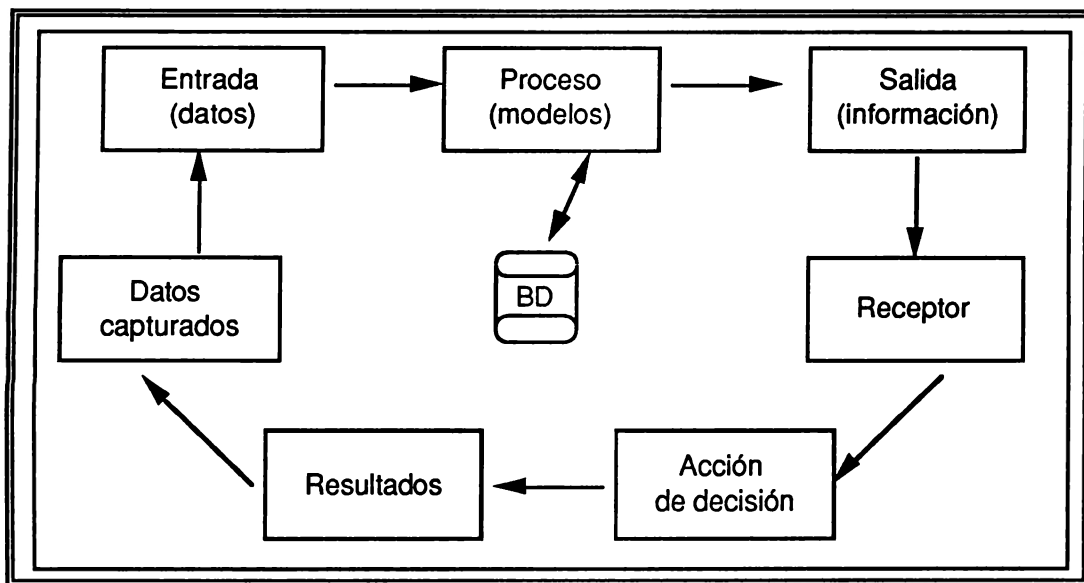 Entrada
(datos)
Proceso
(modelos)
Salida
(información)
Datos
capturados
BD
Receptor
Resultados
Acción
de decisión